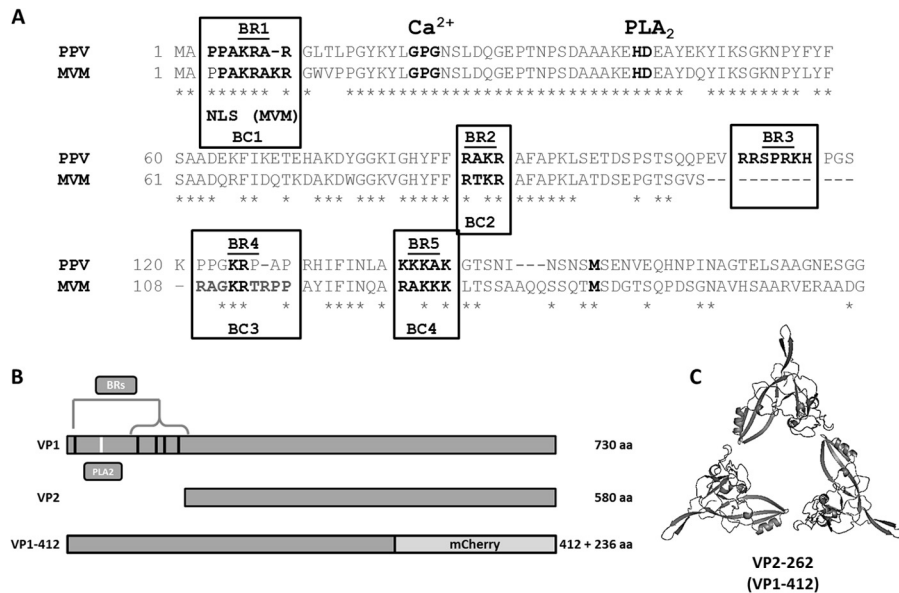 A
BR1 Ca2+ PLA2
PPV 1 MA PPAKRA-R GLTLPGYKYLGPGNSLDQGEPTNPSDAAAKEHDEAYEKYIKSGKNPYFYF
MVM 1 MA PPAKRAKR GWVPPGYKYLGPGNSLDQGEPTNPSDAAAKEHDEAYDQYIKSGKNPYLYF
** ****** * * **************************** ********** **
NLS (MVM)
BC1
BR2 BR3
PPV 60 SAADEKFIKETEHAKDYGGKIGHYFF RAKR AFAPKLSETDSPSTSQQPEV RRSPRKH PGS
MVM 61 SAADQRFIDQTKDAKDWGGKVGHYFF RTKR AFAPKLATDSEPGTSGVS-- ------- ---
**** ** * *** *** ***** * ** ****** * ** *
BC2
BR4 BR5
PPV 120 K PPGKRP-AP RHIFINLA KKKAK GTSNI---NSNSMSENVEQHNPINAGTELSAAGNESGG
MVM 108 - RAGKRTRPP AYIFINQA RAKKK LTSSAAQQSSQTMSDGTSQPDSGNAVHSAARVERAADG
BC3 BC4
B
BRs
VP1 730 aa
PLA2
VP2 580 aa
VP1-412 mCherry 412 + 236 aa
C
VP2-262
(VP1-412)